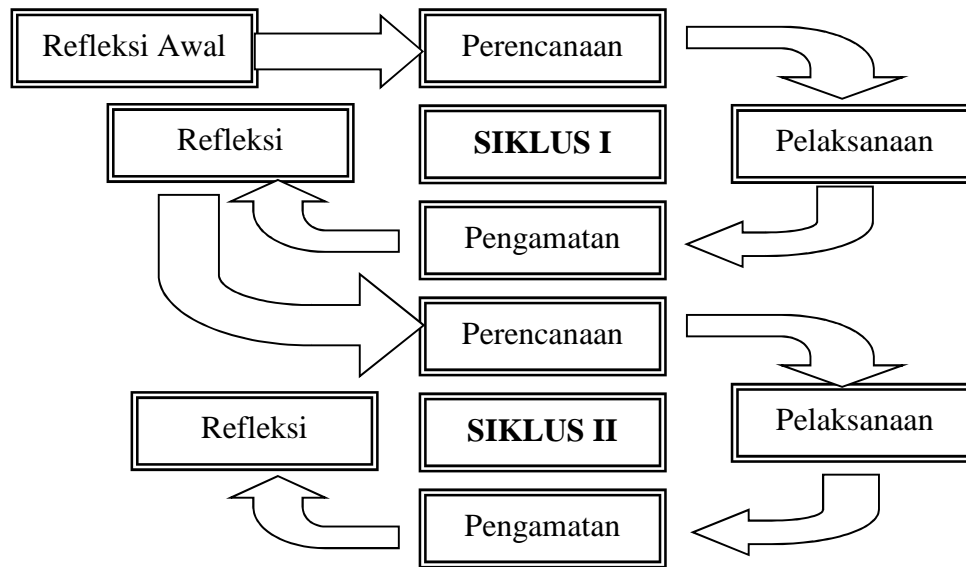 Refleksi Awal
Perencanaan
Refleksi
SIKLUS I
Pelaksanaan
Pengamatan
Perencanaan
Refleksi
SIKLUS II
Pelaksanaan
Pengamatan